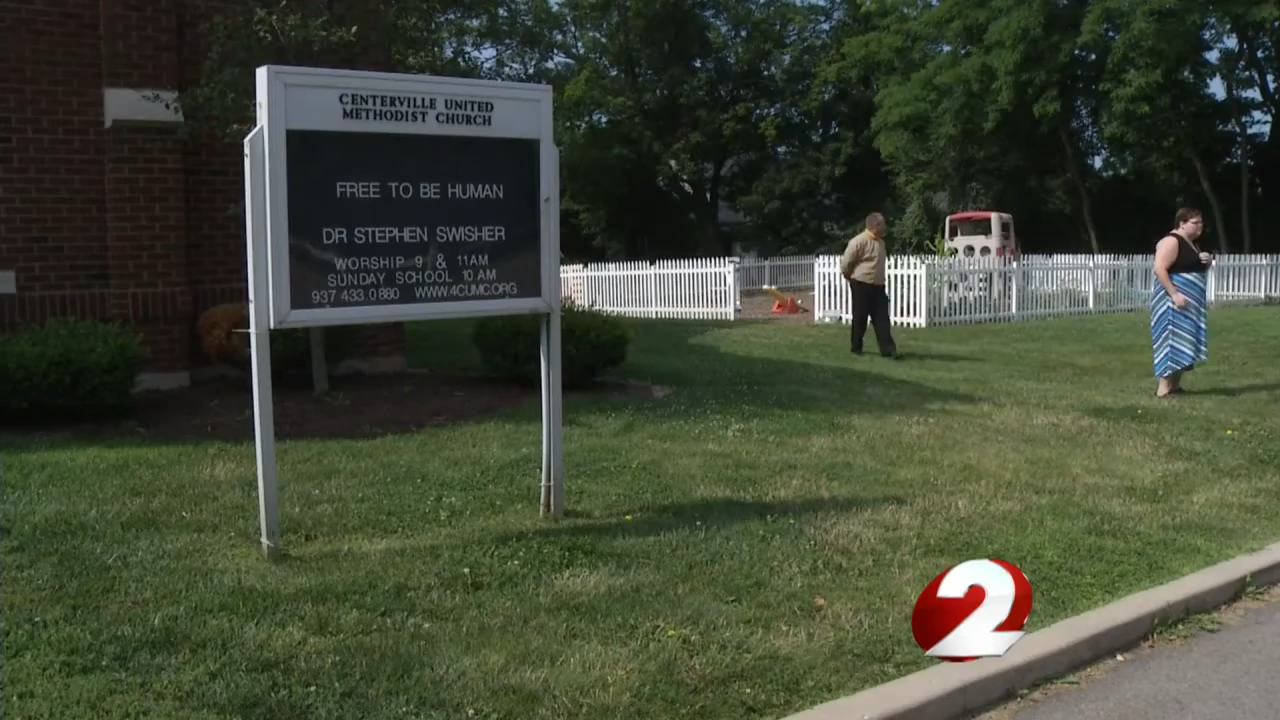 CENTERVILLE UNITED
METHODIST CHURCH
FREE TO BE HUMAN
DR STEPHEN SWISHER
WORSHIP 9 & 11AM
SUNDAY SCHOOL 10 AM
937 433 0880 WWW.4CUMC.ORG
2